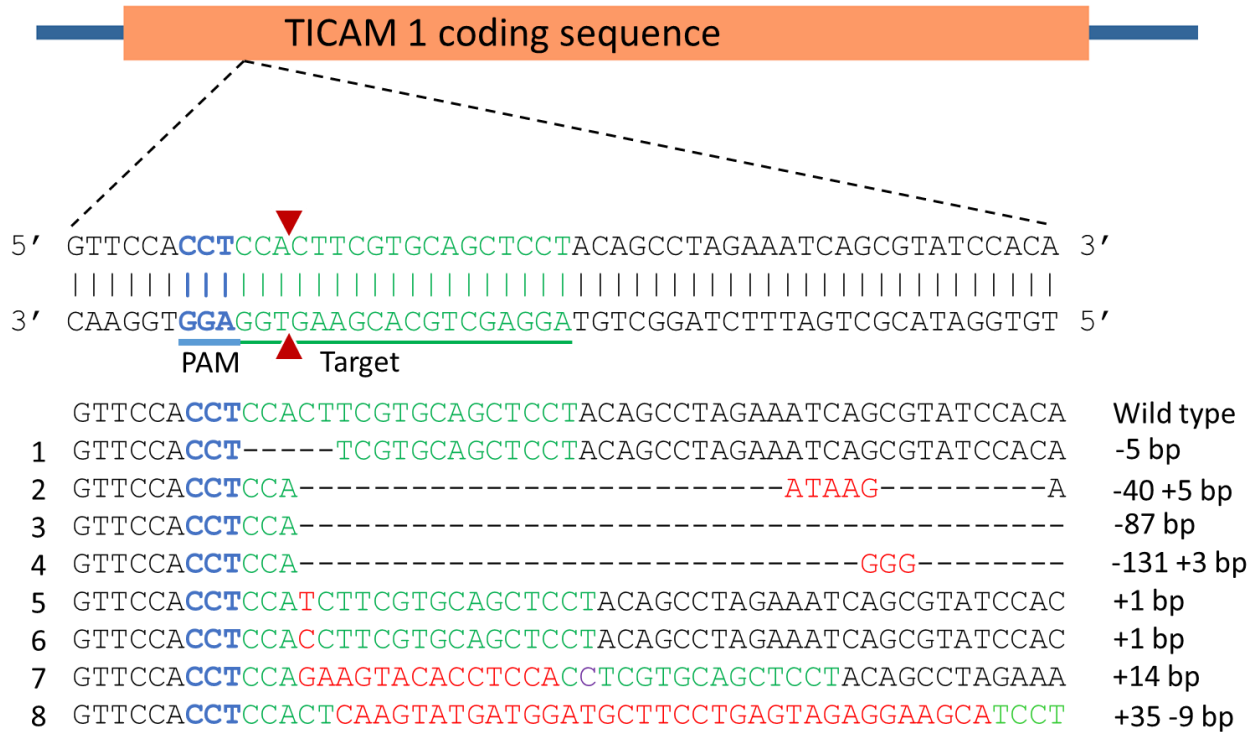 TICAM 1 coding sequence
5′ GTTCCACCTCCACTTCGTGCAGCTCCTACAGCCTAGAAATCAGCGTATCCACA 3′
3′ CAAGGTGGAGGTGAAGCACGTCGAGGATGTCGGATCTTTAGTCGCATAGGTGT 5′
PAM Target
GTTCCACCTCCACTTCGTGCAGCTCCTACAGCCTAGAAATCAGCGTATCCACA Wild type
1 GTTCCACCT-----TCGTGCAGCTCCTACAGCCTAGAAATCAGCGTATCCACA -5 bp
2 GTTCCACCTCCA--------------------------ATAAG---------A -40 +5 bp
3 GTTCCACCTCCA----------------------------------------- -87 bp
4 GTTCCACCTCCA------------------------------GGG-------- -131 +3 bp
5 GTTCCACCTCCATCTTCGTGCAGCTCCTACAGCCTAGAAATCAGCGTATCCAC +1 bp
6 GTTCCACCTCCACCTTCGTGCAGCTCCTACAGCCTAGAAATCAGCGTATCCAC +1 bp
7 GTTCCACCTCCAGAAGTACACCTCCACCTCGTGCAGCTCCTACAGCCTAGAAA +14 bp
8 GTTCCACCTCCACTCAAGTATGATGGATGCTTCCTGAGTAGAGGAAGCATCCT +35 -9 bp